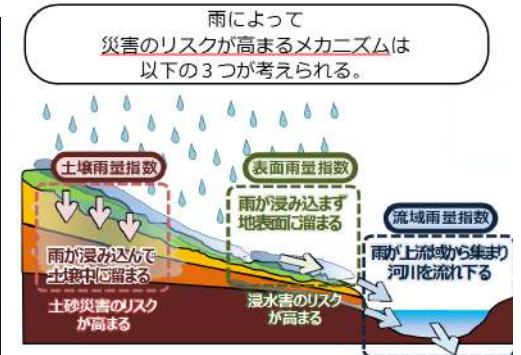 雨によって
災害のリスクが高まるメカニズムは
以下の3つが考えられる。
土壌雨量指数
雨が浸み込んで
土壌中に溜まる
土砂災害のリスク
が高まる
表面雨量指数
雨が浸み込まず
地表面に溜まる
浸水害のリスク
が高まる
流域雨量指数
雨が上流域から集まり
河川を流れ下る